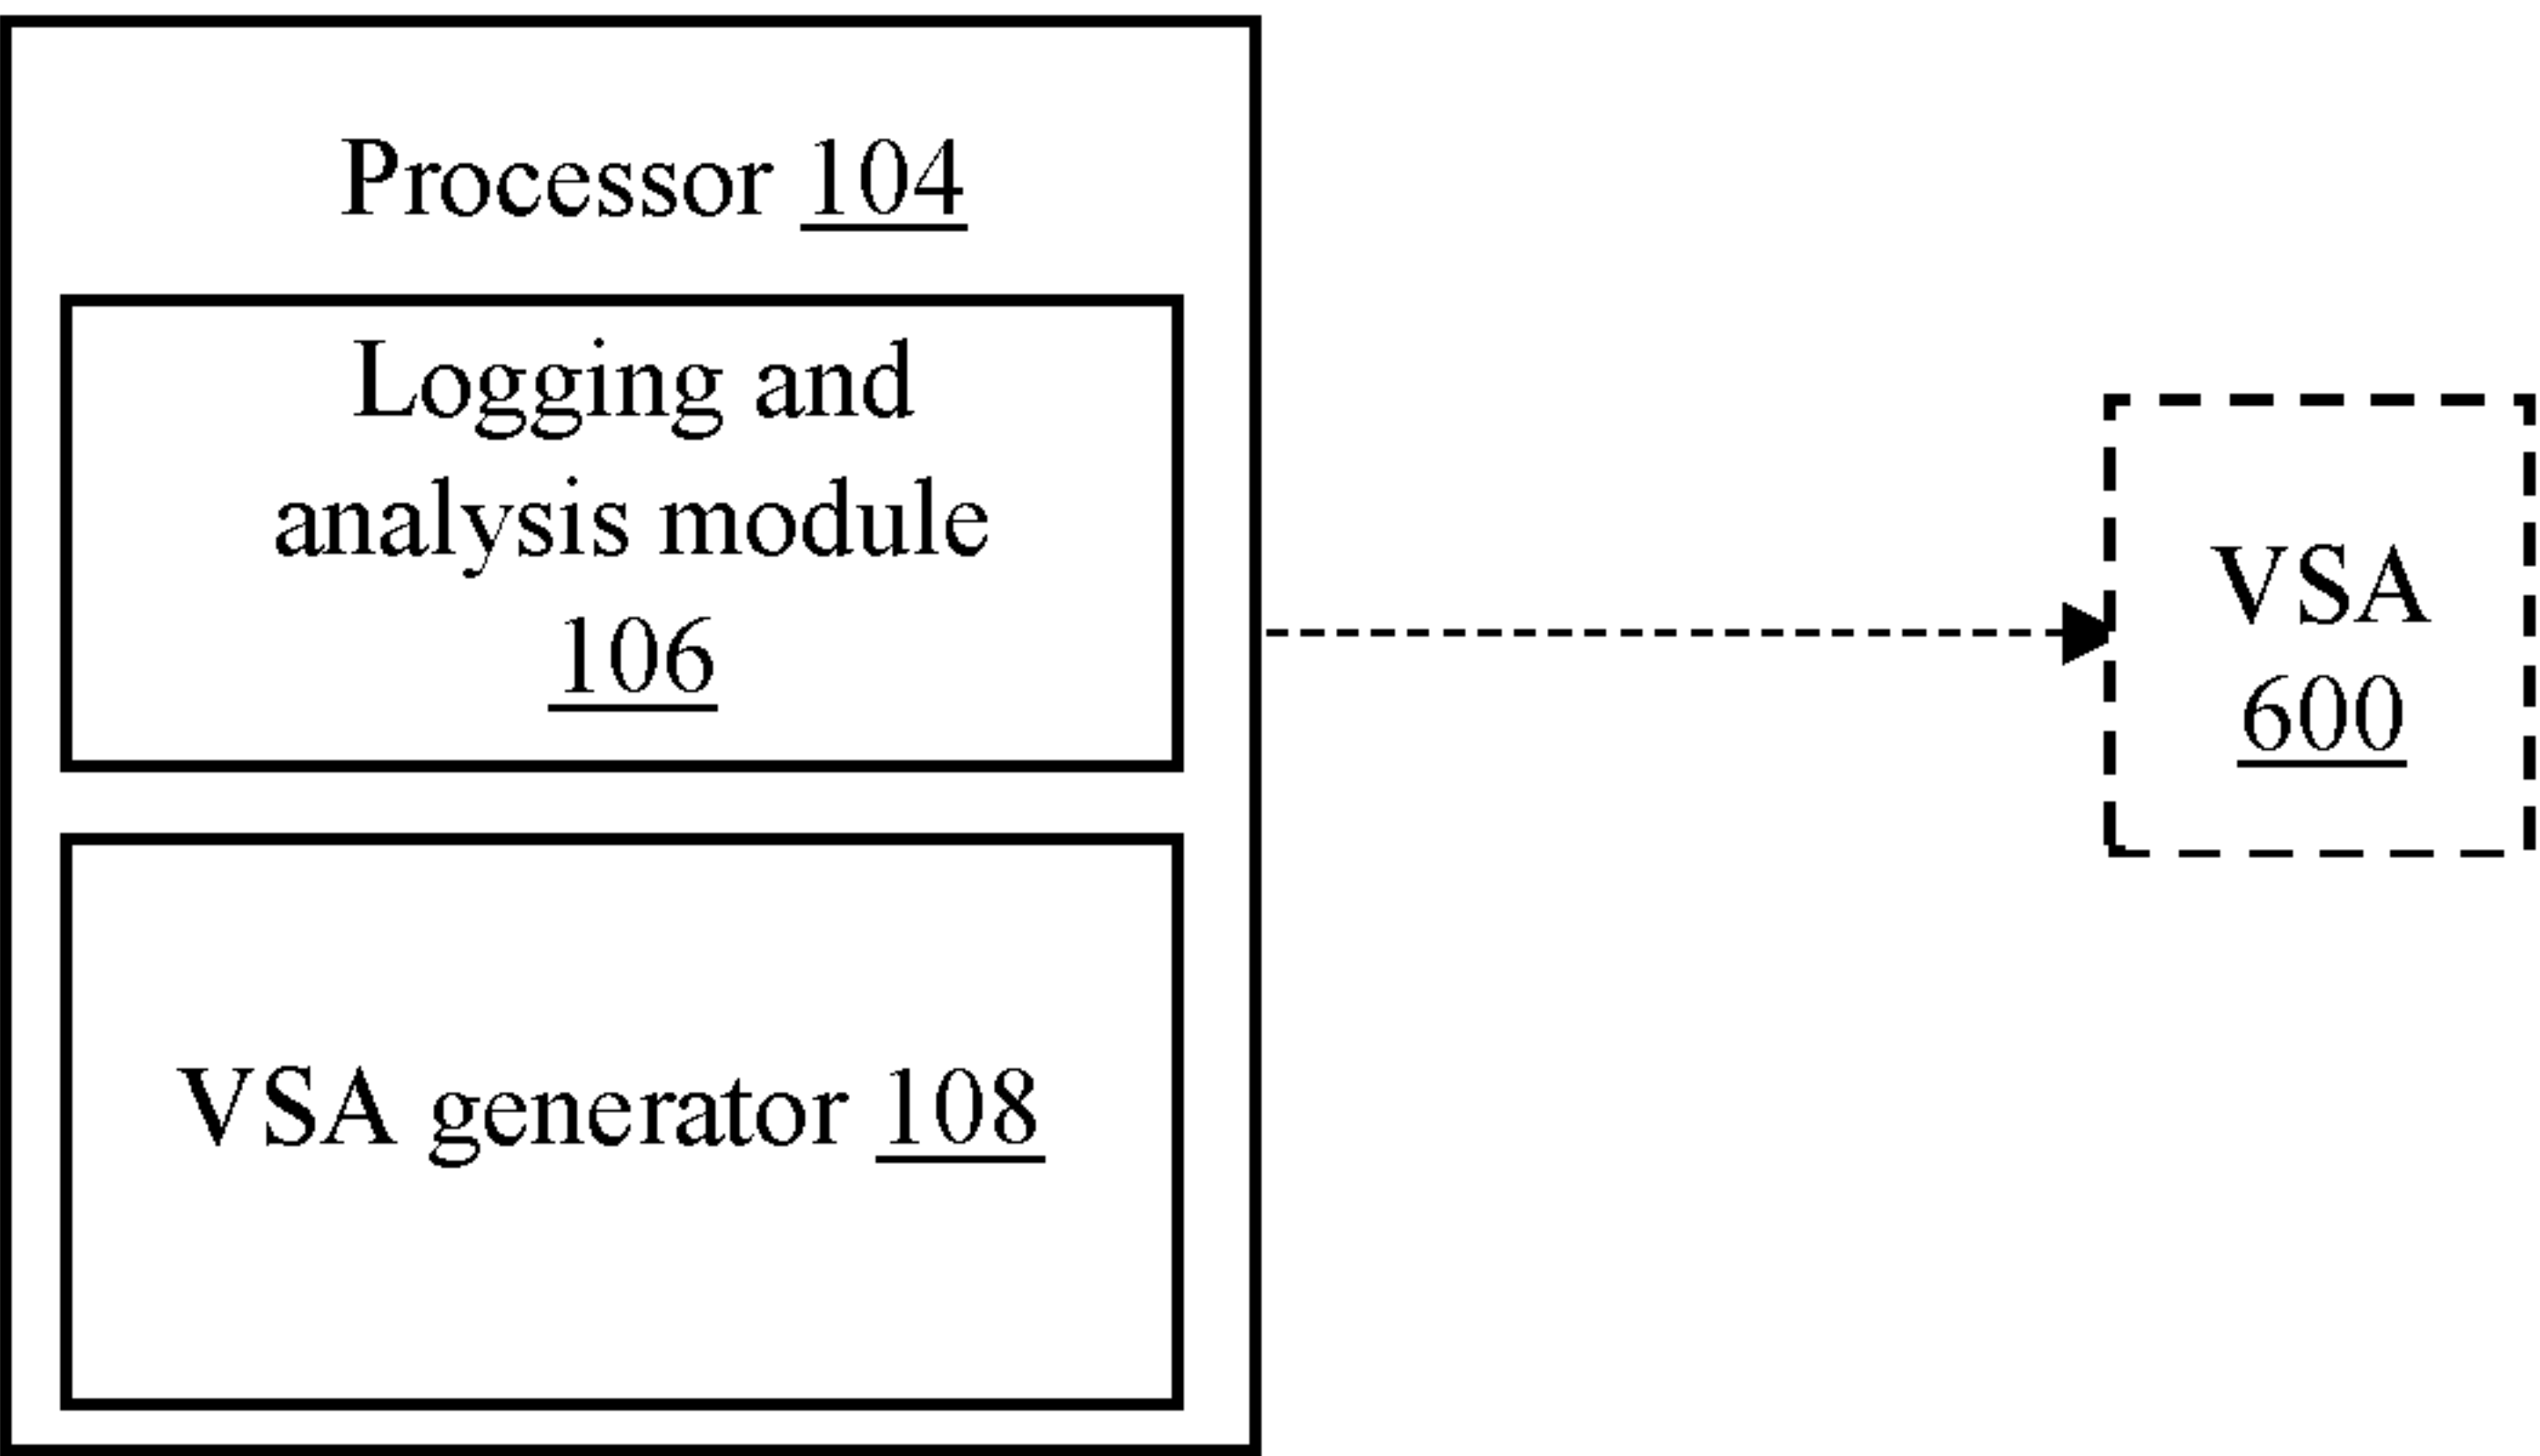 Processor 104
Logging and
analysis module
106
VSA generator 108
VSA
600